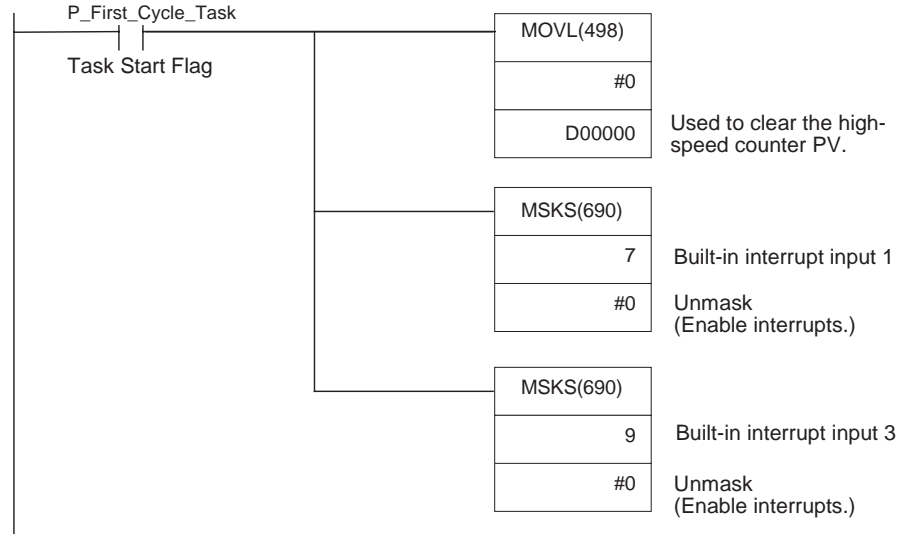 P_First_Cycle_Task
Task Start Flag
MOVL(498)
#0
D00000
Used to clear the high-
speed counter PV.
MSKS(690)
7
Built-in interrupt input 1
#0
Unmask
(Enable interrupts.)
MSKS(690)
9
Built-in interrupt input 3
#0
Unmask
(Enable interrupts.)